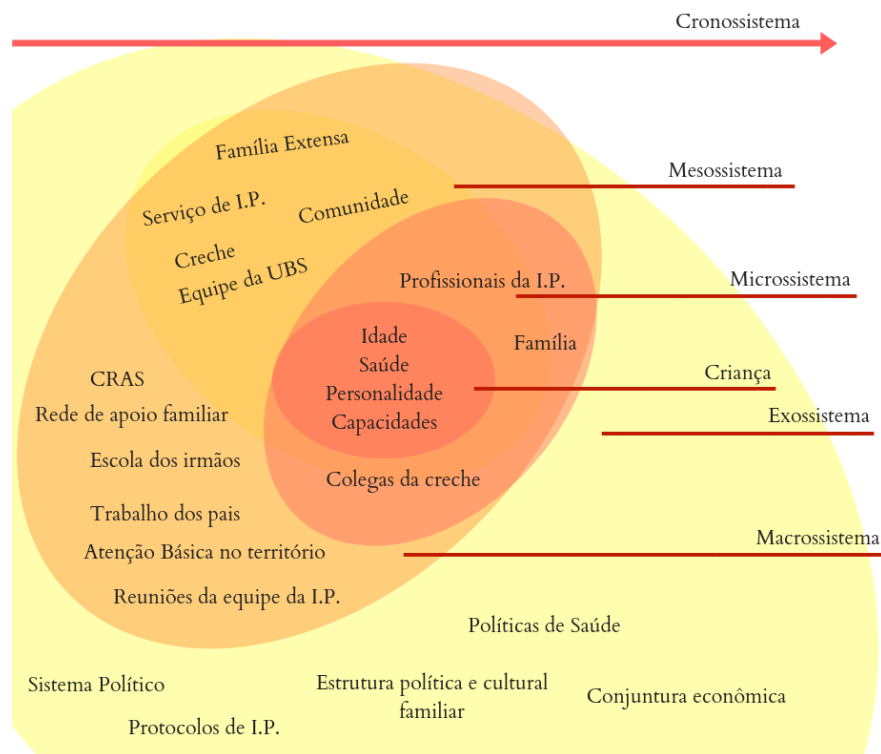 Cronossistema
Família Extensa
Mesossistema
Serviço de I.P.
Comunidade
Creche
Equipe da UBS
Profissionais da I.P.
Microssistema
Idade
Saúde
Personalidade
Capacidades
Família
Criança
CRAS
Rede de apoio familiar
Exossistema
Escola dos irmãos
Colegas da creche
Trabalho dos pais
Atenção Básica no território
Macrossistema
Reuniões da equipe da I.P.
Políticas de Saúde
Sistema Político
Estrutura política e cultural
familiar
Conjuntura econômica
Protocolos de I.P.